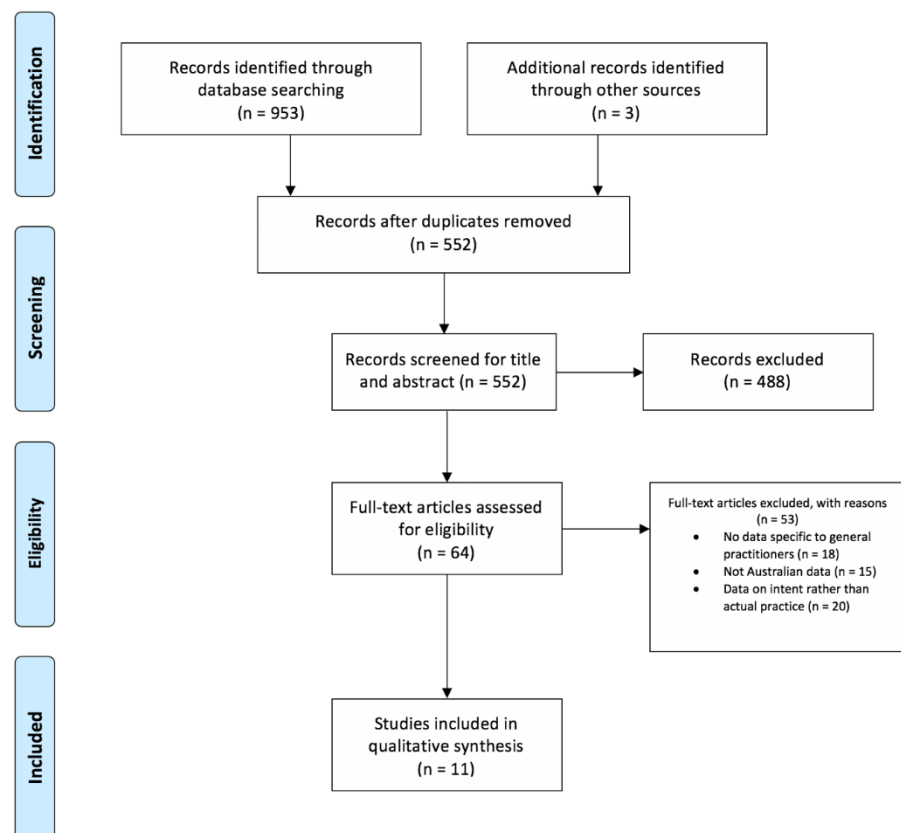 Identification
Records identified through
database searching
(n = 953)
Additional records identified
through other sources
(n = 3)
Records after duplicates removed
(n = 552)
Screening
Records screened for title
and abstract (n = 552)
Records excluded
(n = 488)
Eligibility
Full-text articles assessed
for eligibility
(n = 64)
Full-text articles excluded, with reasons
(n = 53)
• No data specific to general
practitioners (n = 18)
• Not Australian data (n = 15)
• Data on intent rather than
actual practice (n = 20)
Included
Studies included in
qualitative synthesis
(n = 11)